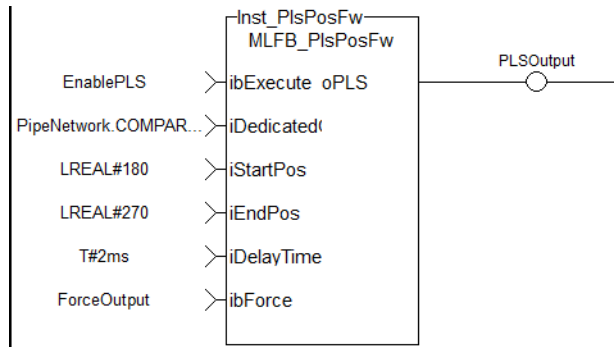 Inst_PlsPosFw
MLFB_PlsPosFw
PLSOutput
EnablePLS ibExecute oPLS
PipeNetwork.COMPAR... iDedicated
LREAL#180 iStartPos
LREAL#270 iEndPos
T#2ms iDelayTime
ForceOutput ibForce